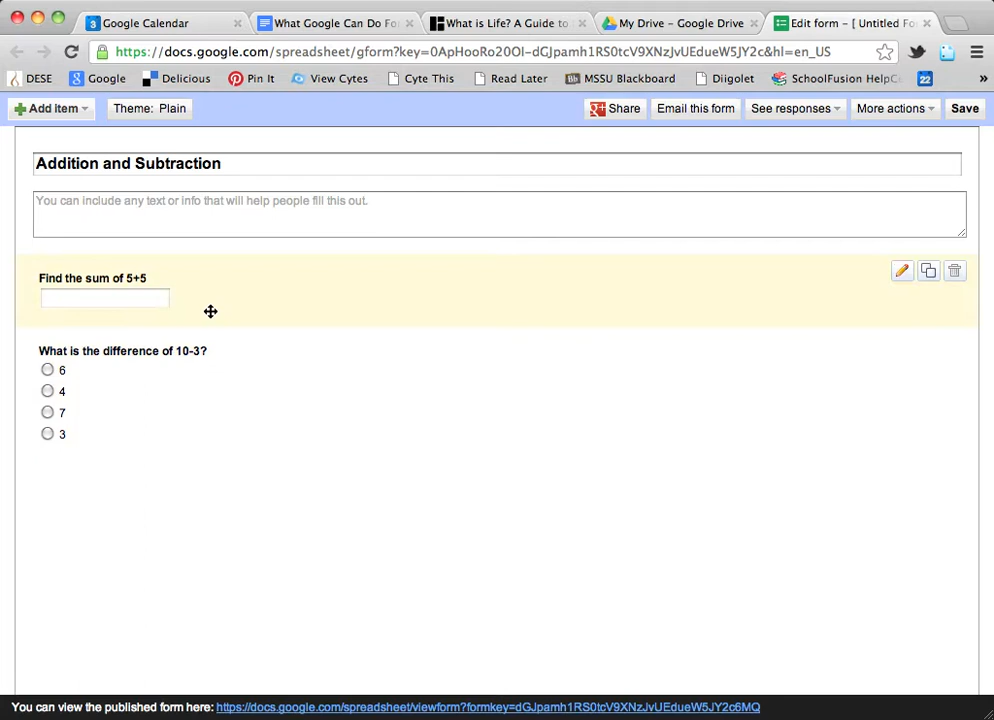 3 Google Calendar × What Google Can Do Fo × What is Life? A Guide to × My Drive – Google Drive × Edit form – [ Untitled Fo ×
https://docs.google.com/spreadsheet/gform?key=0ApHooRo20OI-dGJpamh1RS0tcV9XNzJvUEdueW5JY2c&hl=en_US
DESE Google Delicious Pin It View Cytes Cyte This Read Later MSSU Blackboard Diigolet SchoolFusion HelpC 22 »
Add item Theme: Plain Share Email this form See responses More actions Save
Addition and Subtraction
You can include any text or info that will help people fill this out.
Find the sum of 5+5
What is the difference of 10-3?
6
4
7
3
You can view the published form here: https://docs.google.com/spreadsheet/viewform?formkey=dGJpamh1RS0tcV9XNzJvUEdueW5JY2c6MQ